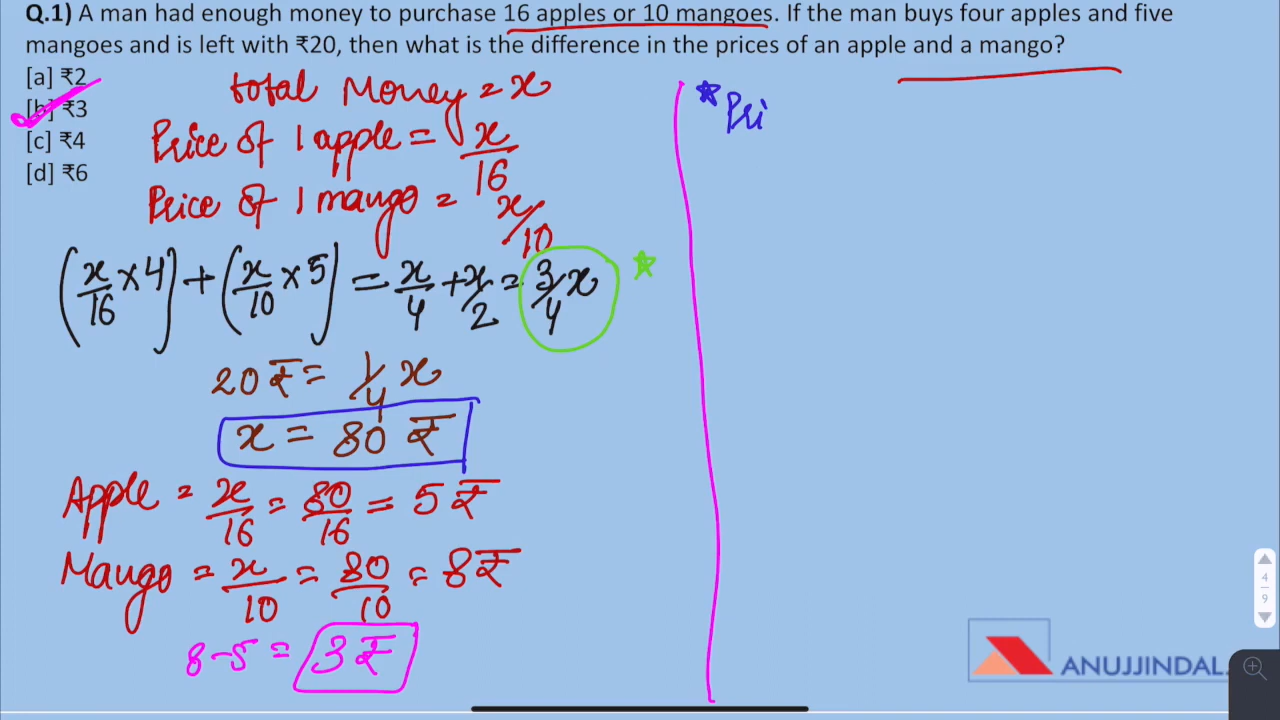 Q.1) A man had enough money to purchase 16 apples or 10 mangoes. If the man buys four apples and five
mangoes and is left with ₹20, then what is the difference in the prices of an apple and a mango?
[a] ₹2
[b] ₹3
[c] ₹4
[d] ₹6
total Money = x
Price of 1 apple = x/16
Price of 1 mango = x/10
(x/16 × 4) + (x/10 × 5) = x/4 + x/2 = 3/4 x
20 ₹ = 1/4 x
x = 80 ₹
Apple = x/16 = 80/16 = 5 ₹
Mango = x/10 = 80/10 = 8 ₹
8 - 5 = 3 ₹
Pri
4
9
ANUJJINDAL.